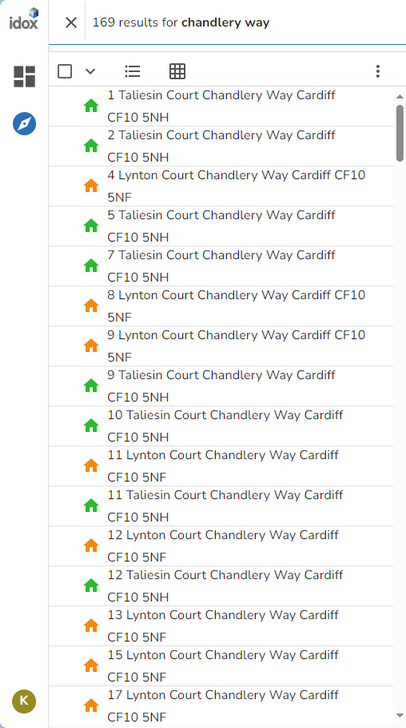 idox
169 results for chandlery way
1 Taliesin Court Chandlery Way Cardiff
CF10 5NH
2 Taliesin Court Chandlery Way Cardiff
CF10 5NH
4 Lynton Court Chandlery Way Cardiff CF10
5NF
5 Taliesin Court Chandlery Way Cardiff
CF10 5NH
7 Taliesin Court Chandlery Way Cardiff
CF10 5NH
8 Lynton Court Chandlery Way Cardiff CF10
5NF
9 Lynton Court Chandlery Way Cardiff CF10
5NF
9 Taliesin Court Chandlery Way Cardiff
CF10 5NH
10 Taliesin Court Chandlery Way Cardiff
CF10 5NH
11 Lynton Court Chandlery Way Cardiff
CF10 5NF
11 Taliesin Court Chandlery Way Cardiff
CF10 5NH
12 Lynton Court Chandlery Way Cardiff
CF10 5NF
12 Taliesin Court Chandlery Way Cardiff
CF10 5NH
13 Lynton Court Chandlery Way Cardiff
CF10 5NF
15 Lynton Court Chandlery Way Cardiff
CF10 5NF
17 Lynton Court Chandlery Way Cardiff
CF10 5NF
K